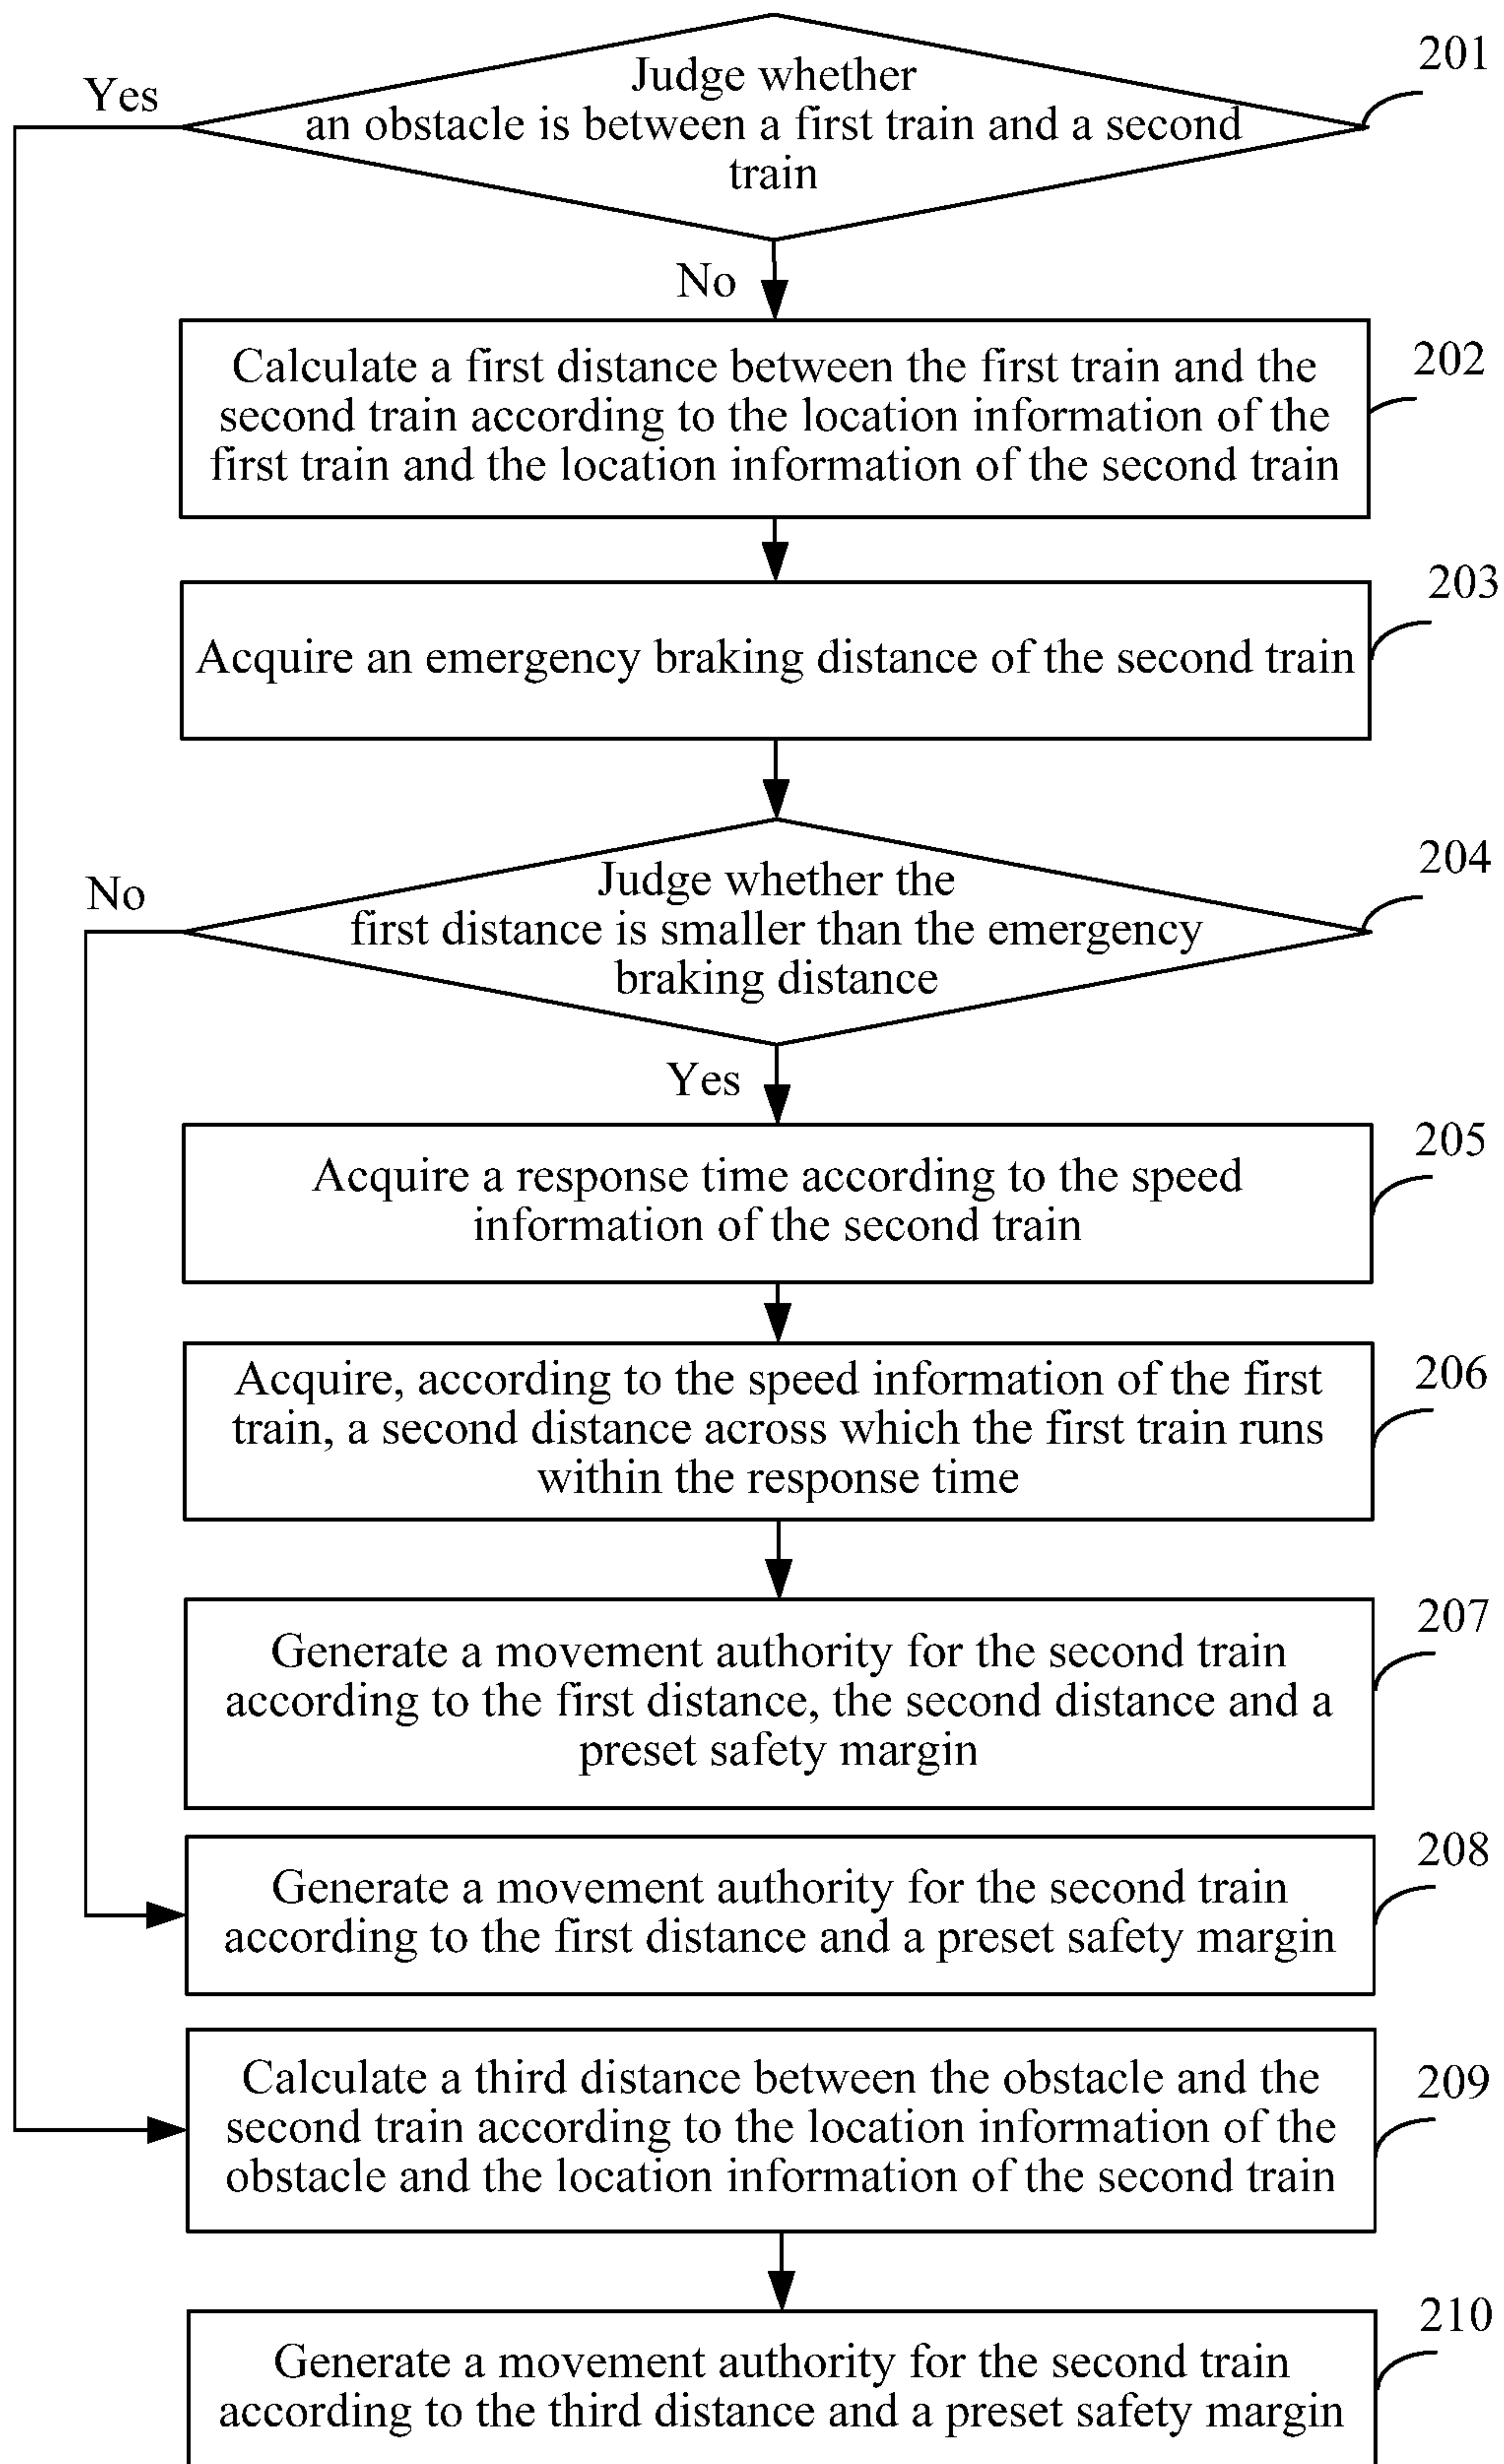 201
Judge whether
an obstacle is between a first train and a second
train
Yes
No
202
Calculate a first distance between the first train and the
second train according to the location information of the
first train and the location information of the second train
203
Acquire an emergency braking distance of the second train
204
Judge whether the
first distance is smaller than the emergency
braking distance
No
Yes
205
Acquire a response time according to the speed
information of the second train
206
Acquire, according to the speed information of the first
train, a second distance across which the first train runs
within the response time
207
Generate a movement authority for the second train
according to the first distance, the second distance and a
preset safety margin
208
Generate a movement authority for the second train
according to the first distance and a preset safety margin
209
Calculate a third distance between the obstacle and the
second train according to the location information of the
obstacle and the location information of the second train
210
Generate a movement authority for the second train
according to the third distance and a preset safety margin